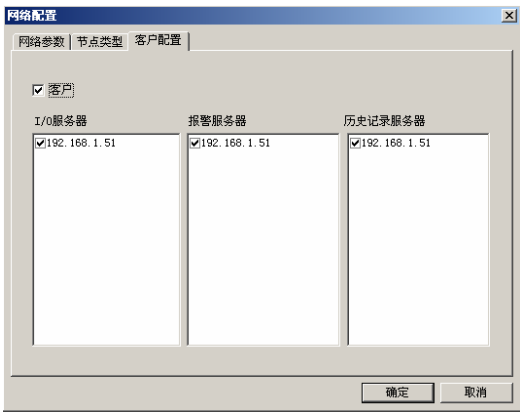 网络配置
网络参数 节点类型 客户配置
客户
I/O服务器 报警服务器 历史记录服务器
192.168.1.51 192.168.1.51 192.168.1.51
确定 取消